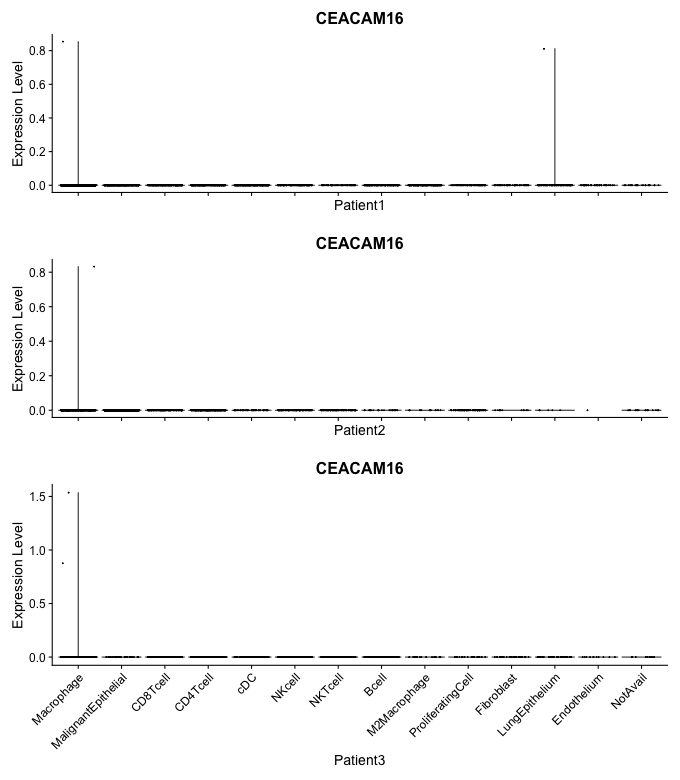 CEACAM16
0.8
0.6
0.4
0.2
0.0
Expression Level
Patient1
CEACAM16
0.8
0.6
0.4
0.2
0.0
Expression Level
Patient2
CEACAM16
1.5
1.0
0.5
0.0
Expression Level
Macrophage
MalignantEpithelial
CD8Tcell
CD4Tcell
cDC
NKcell
NKTcell
Bcell
M2Macrophage
ProliferatingCell
Fibroblast
LungEpithelium
Endothelium
NotAvail
Patient3